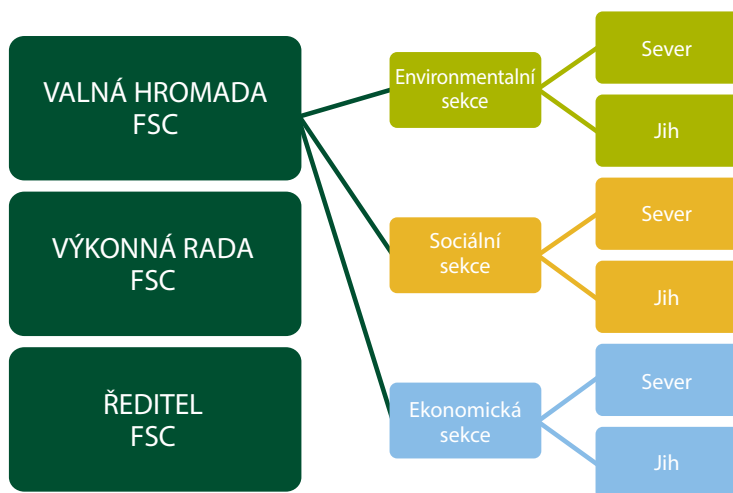 VALNÁ HROMADA
FSC
VÝKONNÁ RADA
FSC
ŘEDITEL
FSC
Environmentalní
sekce
Sever
Jih
Sociální
sekce
Sever
Jih
Ekonomická
sekce
Sever
Jih